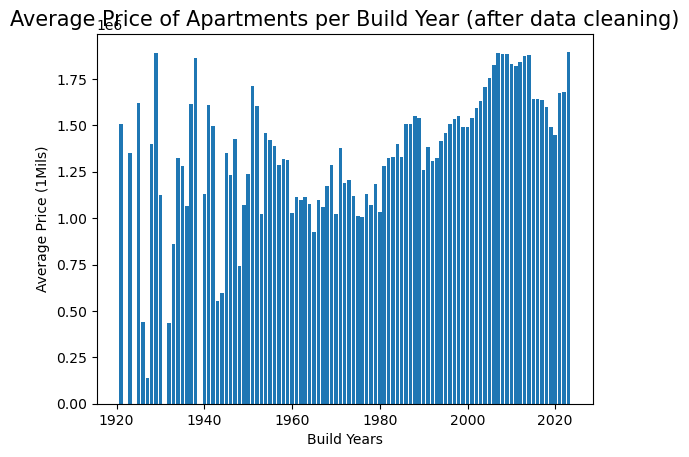 Average Price of Apartments per Build Year (after data cleaning)
1e6
1.75
1.50
1.25
1.00
0.75
0.50
0.25
0.00
Average Price (1Mils)
1920 1940 1960 1980 2000 2020
Build Years